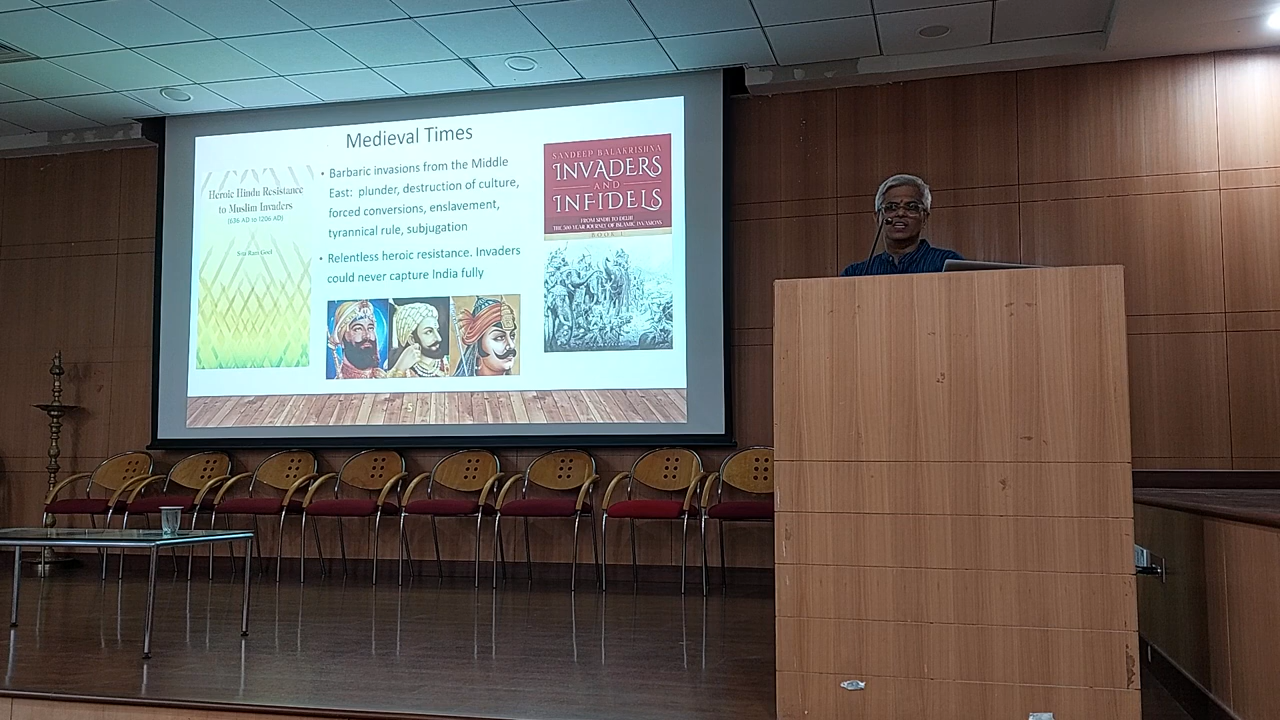 Medieval Times
Heroic Hindu Resistance
to Muslim Invaders
(636 AD to 1206 AD)
Sita Ram Goel
• Barbaric invasions from the Middle
East: plunder, destruction of culture,
forced conversions, enslavement,
tyrannical rule, subjugation
• Relentless heroic resistance. Invaders
could never capture India fully
SANDEEP BALAKRISHNA
INVADERS
AND
INFIDELS
FROM SINDH TO DELHI
THE 500 YEAR JOURNEY OF ISLAMIC INVASIONS
BOOK 1
5